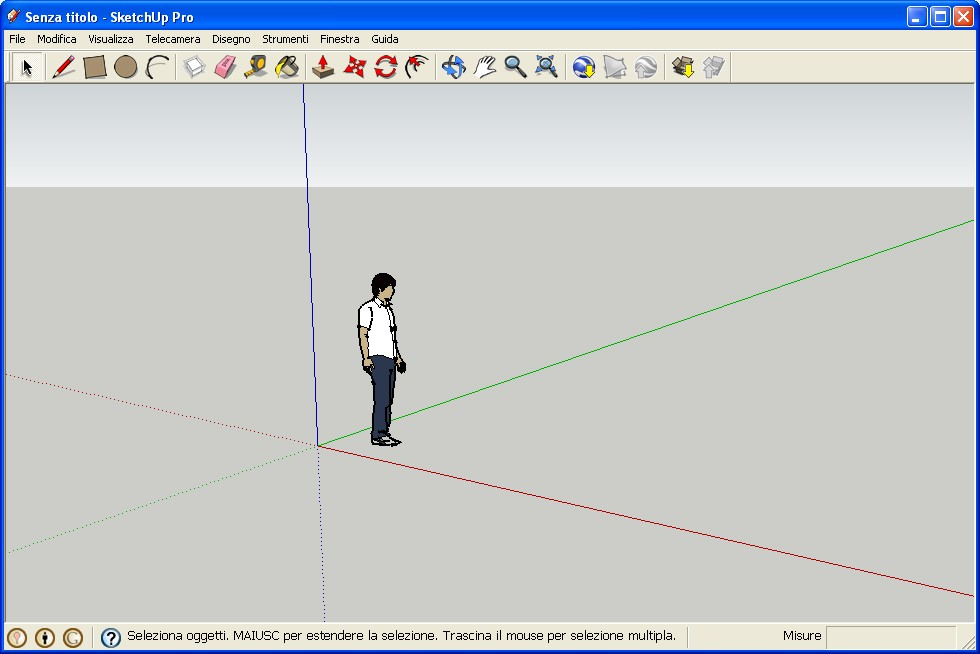 Senza titolo - SketchUp Pro
File Modifica Visualizza Telecamera Disegno Strumenti Finestra Guida
Seleziona oggetti. MAIUSC per estendere la selezione. Trascina il mouse per selezione multipla. Misure